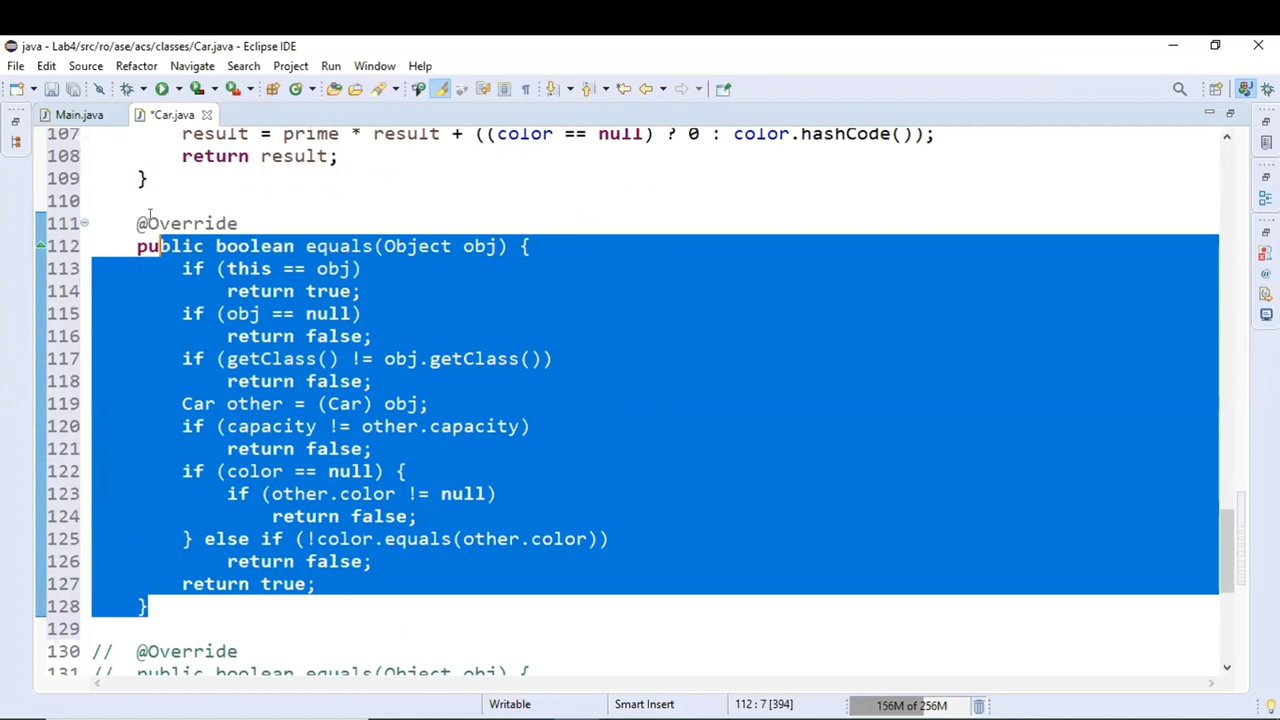 java - Lab4/src/ro/ase/acs/classes/Car.java - Eclipse IDE
File Edit Source Refactor Navigate Search Project Run Window Help
Main.java *Car.java
107 result = prime * result + ((color == null) ? 0 : color.hashCode());
108 return result;
109 }
110
111 @Override
112 public boolean equals(Object obj) {
113 if (this == obj)
114 return true;
115 if (obj == null)
116 return false;
117 if (getClass() != obj.getClass())
118 return false;
119 Car other = (Car) obj;
120 if (capacity != other.capacity)
121 return false;
122 if (color == null) {
123 if (other.color != null)
124 return false;
125 } else if (!color.equals(other.color))
126 return false;
127 return true;
128 }
129
130 // @Override
131 // public boolean equals(Object obj) {
Writable Smart Insert 112 : 7 [394] 156M of 256M